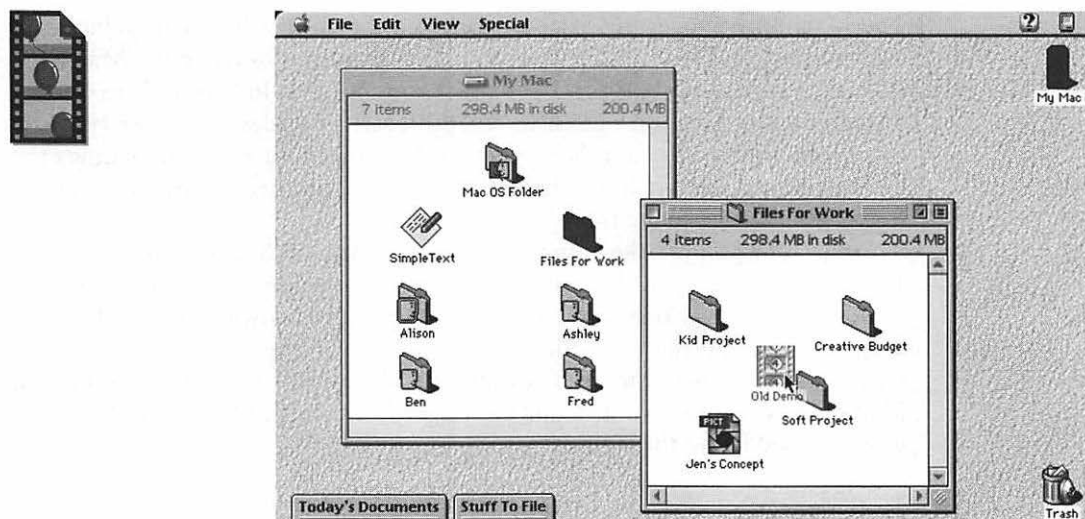 File Edit View Special
My Mac
My Mac
7 items 298.4 MB in disk 200.4 MB
Mac OS Folder
SimpleText
Files For Work
Alison
Ashley
Ben
Fred
Files For Work
4 items 298.4 MB in disk 200.4 MB
Kid Project
Creative Budget
Old Demo
Soft Project
PICT
Jen's Concept
Today's Documents
Stuff To File
Trash